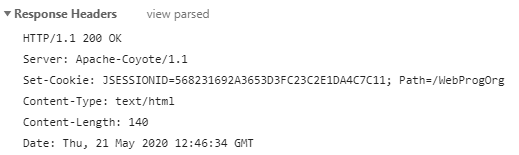 ▼ Response Headers view parsed
HTTP/1.1 200 OK
Server: Apache-Coyote/1.1
Set-Cookie: JSESSIONID=568231692A3653D3FC23C2E1DA4C7C11; Path=/WebProgOrg
Content-Type: text/html
Content-Length: 140
Date: Thu, 21 May 2020 12:46:34 GMT